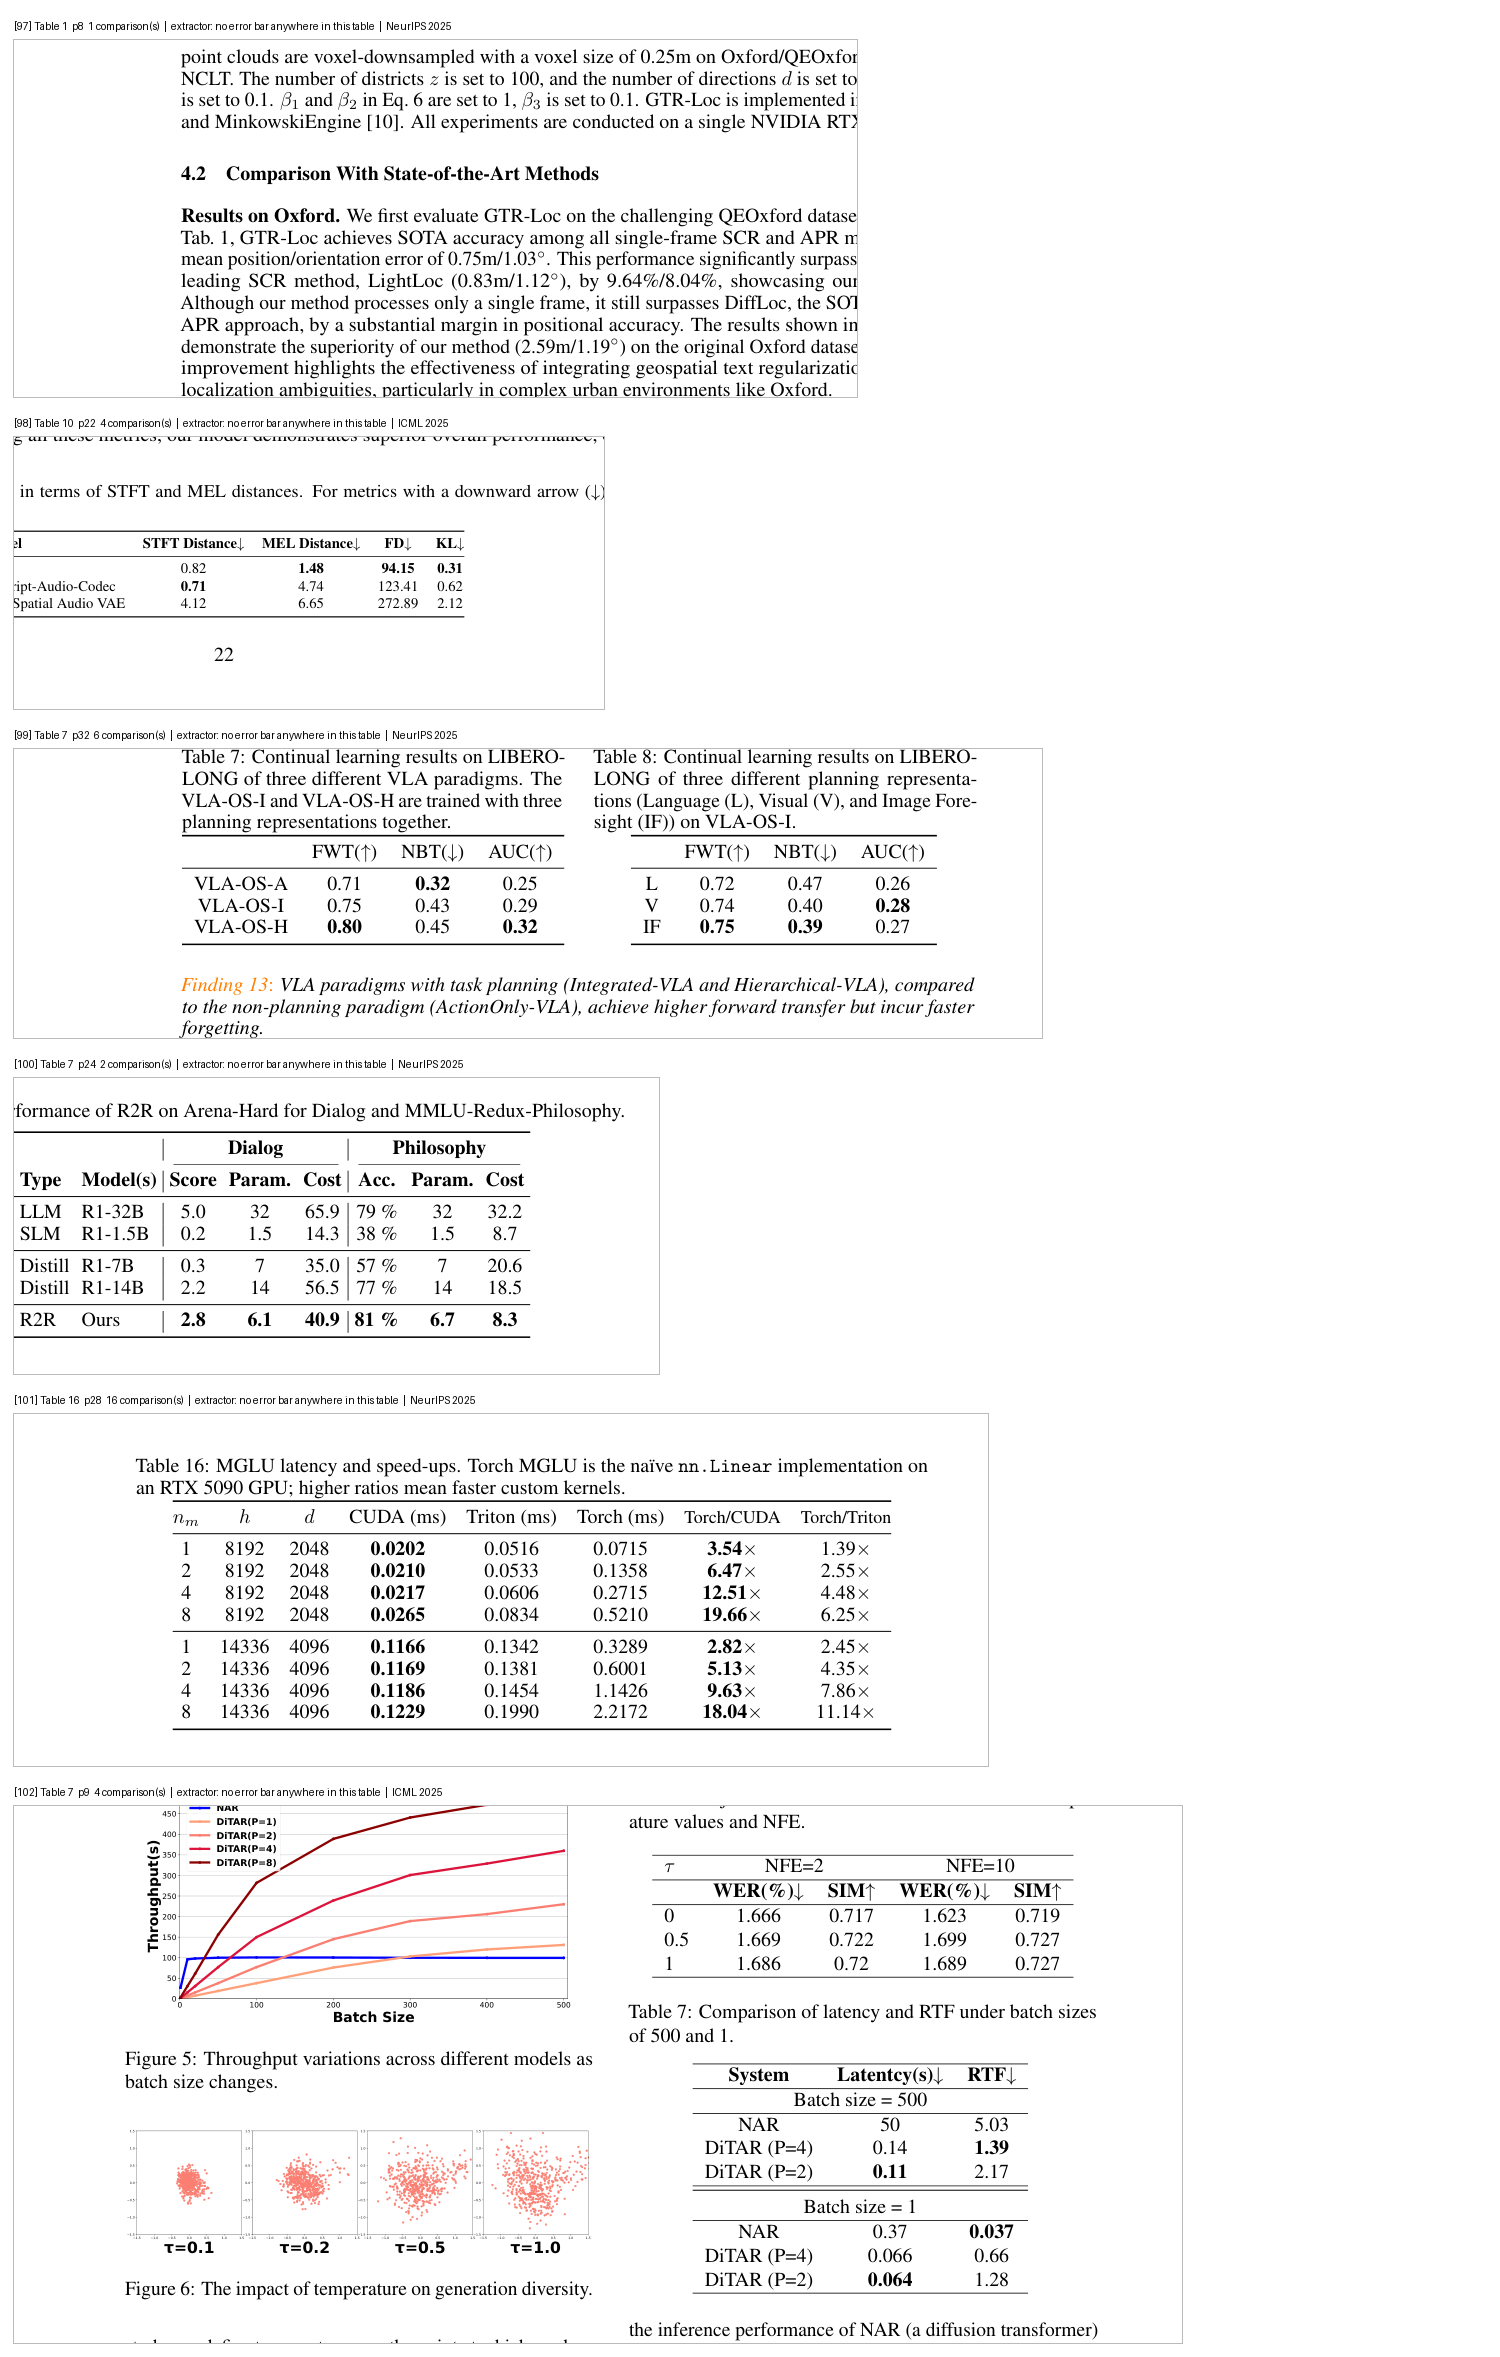 [97] Table 1 p8 1 comparison(s) | extractor: no error bar anywhere in this table | NeurIPS 2025
point clouds are voxel-downsampled with a voxel size of 0.25m on Oxford/QEOxfor
NCLT. The number of districts z is set to 100, and the number of directions d is set to
is set to 0.1. β1 and β2 in Eq. 6 are set to 1, β3 is set to 0.1. GTR-Loc is implemented i
and MinkowskiEngine [10]. All experiments are conducted on a single NVIDIA RTX
4.2 Comparison With State-of-the-Art Methods
Results on Oxford. We first evaluate GTR-Loc on the challenging QEOxford datase
Tab. 1, GTR-Loc achieves SOTA accuracy among all single-frame SCR and APR m
mean position/orientation error of 0.75m/1.03°. This performance significantly surpass
leading SCR method, LightLoc (0.83m/1.12°), by 9.64%/8.04%, showcasing our
Although our method processes only a single frame, it still surpasses DiffLoc, the SOT
APR approach, by a substantial margin in positional accuracy. The results shown in
demonstrate the superiority of our method (2.59m/1.19°) on the original Oxford datase
improvement highlights the effectiveness of integrating geospatial text regularizatio
localization ambiguities, particularly in complex urban environments like Oxford.
[98] Table 10 p22 4 comparison(s) | extractor: no error bar anywhere in this table | ICML 2025
g all these metrics, our model demonstrates superior overall performance,
in terms of STFT and MEL distances. For metrics with a downward arrow (↓)
el STFT Distance↓ MEL Distance↓ FD↓ KL↓
0.82 1.48 94.15 0.31
ript-Audio-Codec 0.71 4.74 123.41 0.62
Spatial Audio VAE 4.12 6.65 272.89 2.12
22
[99] Table 7 p32 6 comparison(s) | extractor: no error bar anywhere in this table | NeurIPS 2025
Table 7: Continual learning results on LIBERO-
LONG of three different VLA paradigms. The
VLA-OS-I and VLA-OS-H are trained with three
planning representations together.
FWT(↑) NBT(↓) AUC(↑)
VLA-OS-A 0.71 0.32 0.25
VLA-OS-I 0.75 0.43 0.29
VLA-OS-H 0.80 0.45 0.32
Table 8: Continual learning results on LIBERO-
LONG of three different planning representa-
tions (Language (L), Visual (V), and Image Fore-
sight (IF)) on VLA-OS-I.
FWT(↑) NBT(↓) AUC(↑)
L 0.72 0.47 0.26
V 0.74 0.40 0.28
IF 0.75 0.39 0.27
Finding 13: VLA paradigms with task planning (Integrated-VLA and Hierarchical-VLA), compared
to the non-planning paradigm (ActionOnly-VLA), achieve higher forward transfer but incur faster
forgetting.
[100] Table 7 p24 2 comparison(s) | extractor: no error bar anywhere in this table | NeurIPS 2025
rformance of R2R on Arena-Hard for Dialog and MMLU-Redux-Philosophy.
Dialog Philosophy
Type Model(s) Score Param. Cost Acc. Param. Cost
LLM R1-32B 5.0 32 65.9 79 % 32 32.2
SLM R1-1.5B 0.2 1.5 14.3 38 % 1.5 8.7
Distill R1-7B 0.3 7 35.0 57 % 7 20.6
Distill R1-14B 2.2 14 56.5 77 % 14 18.5
R2R Ours 2.8 6.1 40.9 81 % 6.7 8.3
[101] Table 16 p28 16 comparison(s) | extractor: no error bar anywhere in this table | NeurIPS 2025
Table 16: MGLU latency and speed-ups. Torch MGLU is the naïve nn.Linear implementation on
an RTX 5090 GPU; higher ratios mean faster custom kernels.
nm h d CUDA (ms) Triton (ms) Torch (ms) Torch/CUDA Torch/Triton
1 8192 2048 0.0202 0.0516 0.0715 3.54× 1.39×
2 8192 2048 0.0210 0.0533 0.1358 6.47× 2.55×
4 8192 2048 0.0217 0.0606 0.2715 12.51× 4.48×
8 8192 2048 0.0265 0.0834 0.5210 19.66× 6.25×
1 14336 4096 0.1166 0.1342 0.3289 2.82× 2.45×
2 14336 4096 0.1169 0.1381 0.6001 5.13× 4.35×
4 14336 4096 0.1186 0.1454 1.1426 9.63× 7.86×
8 14336 4096 0.1229 0.1990 2.2172 18.04× 11.14×
[102] Table 7 p9 4 comparison(s) | extractor: no error bar anywhere in this table | ICML 2025
NAR
DiTAR(P=1)
DiTAR(P=2)
DiTAR(P=4)
DiTAR(P=8)
Throughput(s)
450
400
350
300
250
200
150
100
50
0
0 100 200 300 400 500
Batch Size
Figure 5: Throughput variations across different models as
batch size changes.
τ=0.1 τ=0.2 τ=0.5 τ=1.0
Figure 6: The impact of temperature on generation diversity.
ature values and NFE.
τ NFE=2 NFE=10
WER(%)↓ SIM↑ WER(%)↓ SIM↑
0 1.666 0.717 1.623 0.719
0.5 1.669 0.722 1.699 0.727
1 1.686 0.72 1.689 0.727
Table 7: Comparison of latency and RTF under batch sizes
of 500 and 1.
System Latentcy(s)↓ RTF↓
Batch size = 500
NAR 50 5.03
DiTAR (P=4) 0.14 1.39
DiTAR (P=2) 0.11 2.17
Batch size = 1
NAR 0.37 0.037
DiTAR (P=4) 0.066 0.66
DiTAR (P=2) 0.064 1.28
the inference performance of NAR (a diffusion transformer)